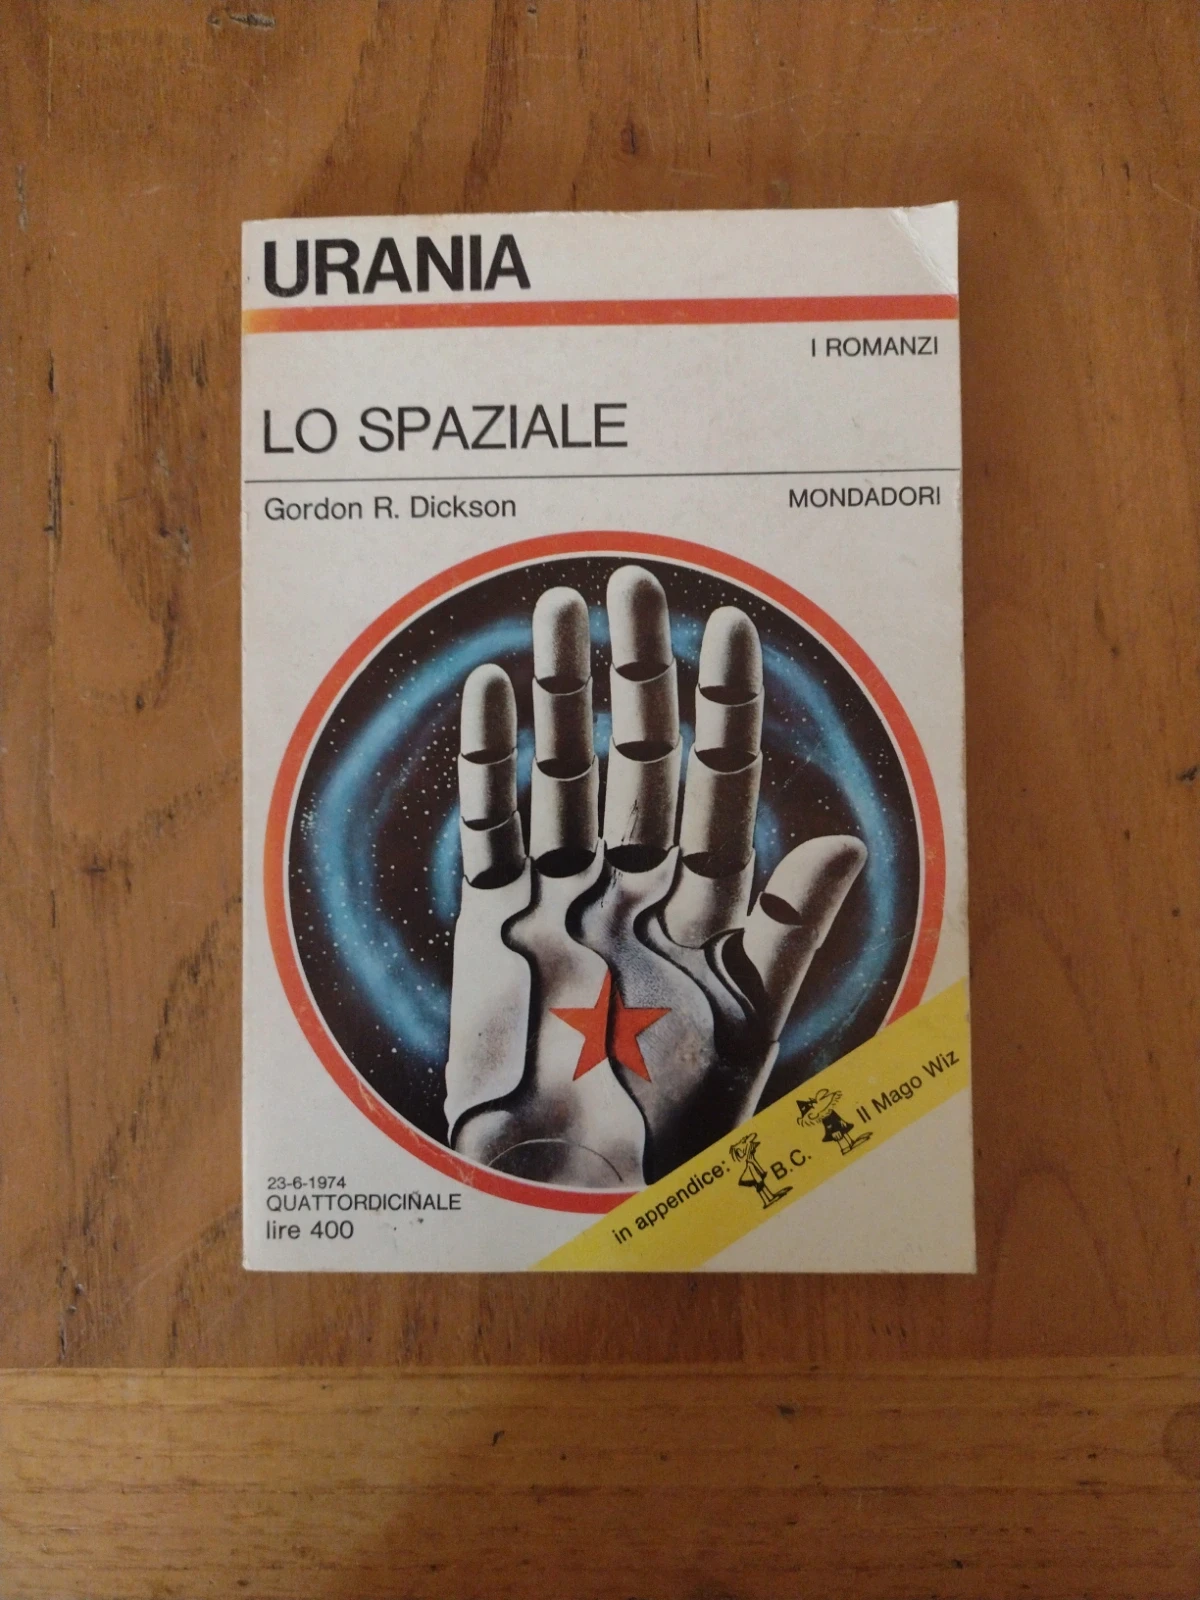 URANIA
I ROMANZI
LO SPAZIALE
Gordon R. Dickson
MONDADORI
23-6-1974
QUATTORDICINALE
lire 400
in appendice: B.C. Il Mago Wiz